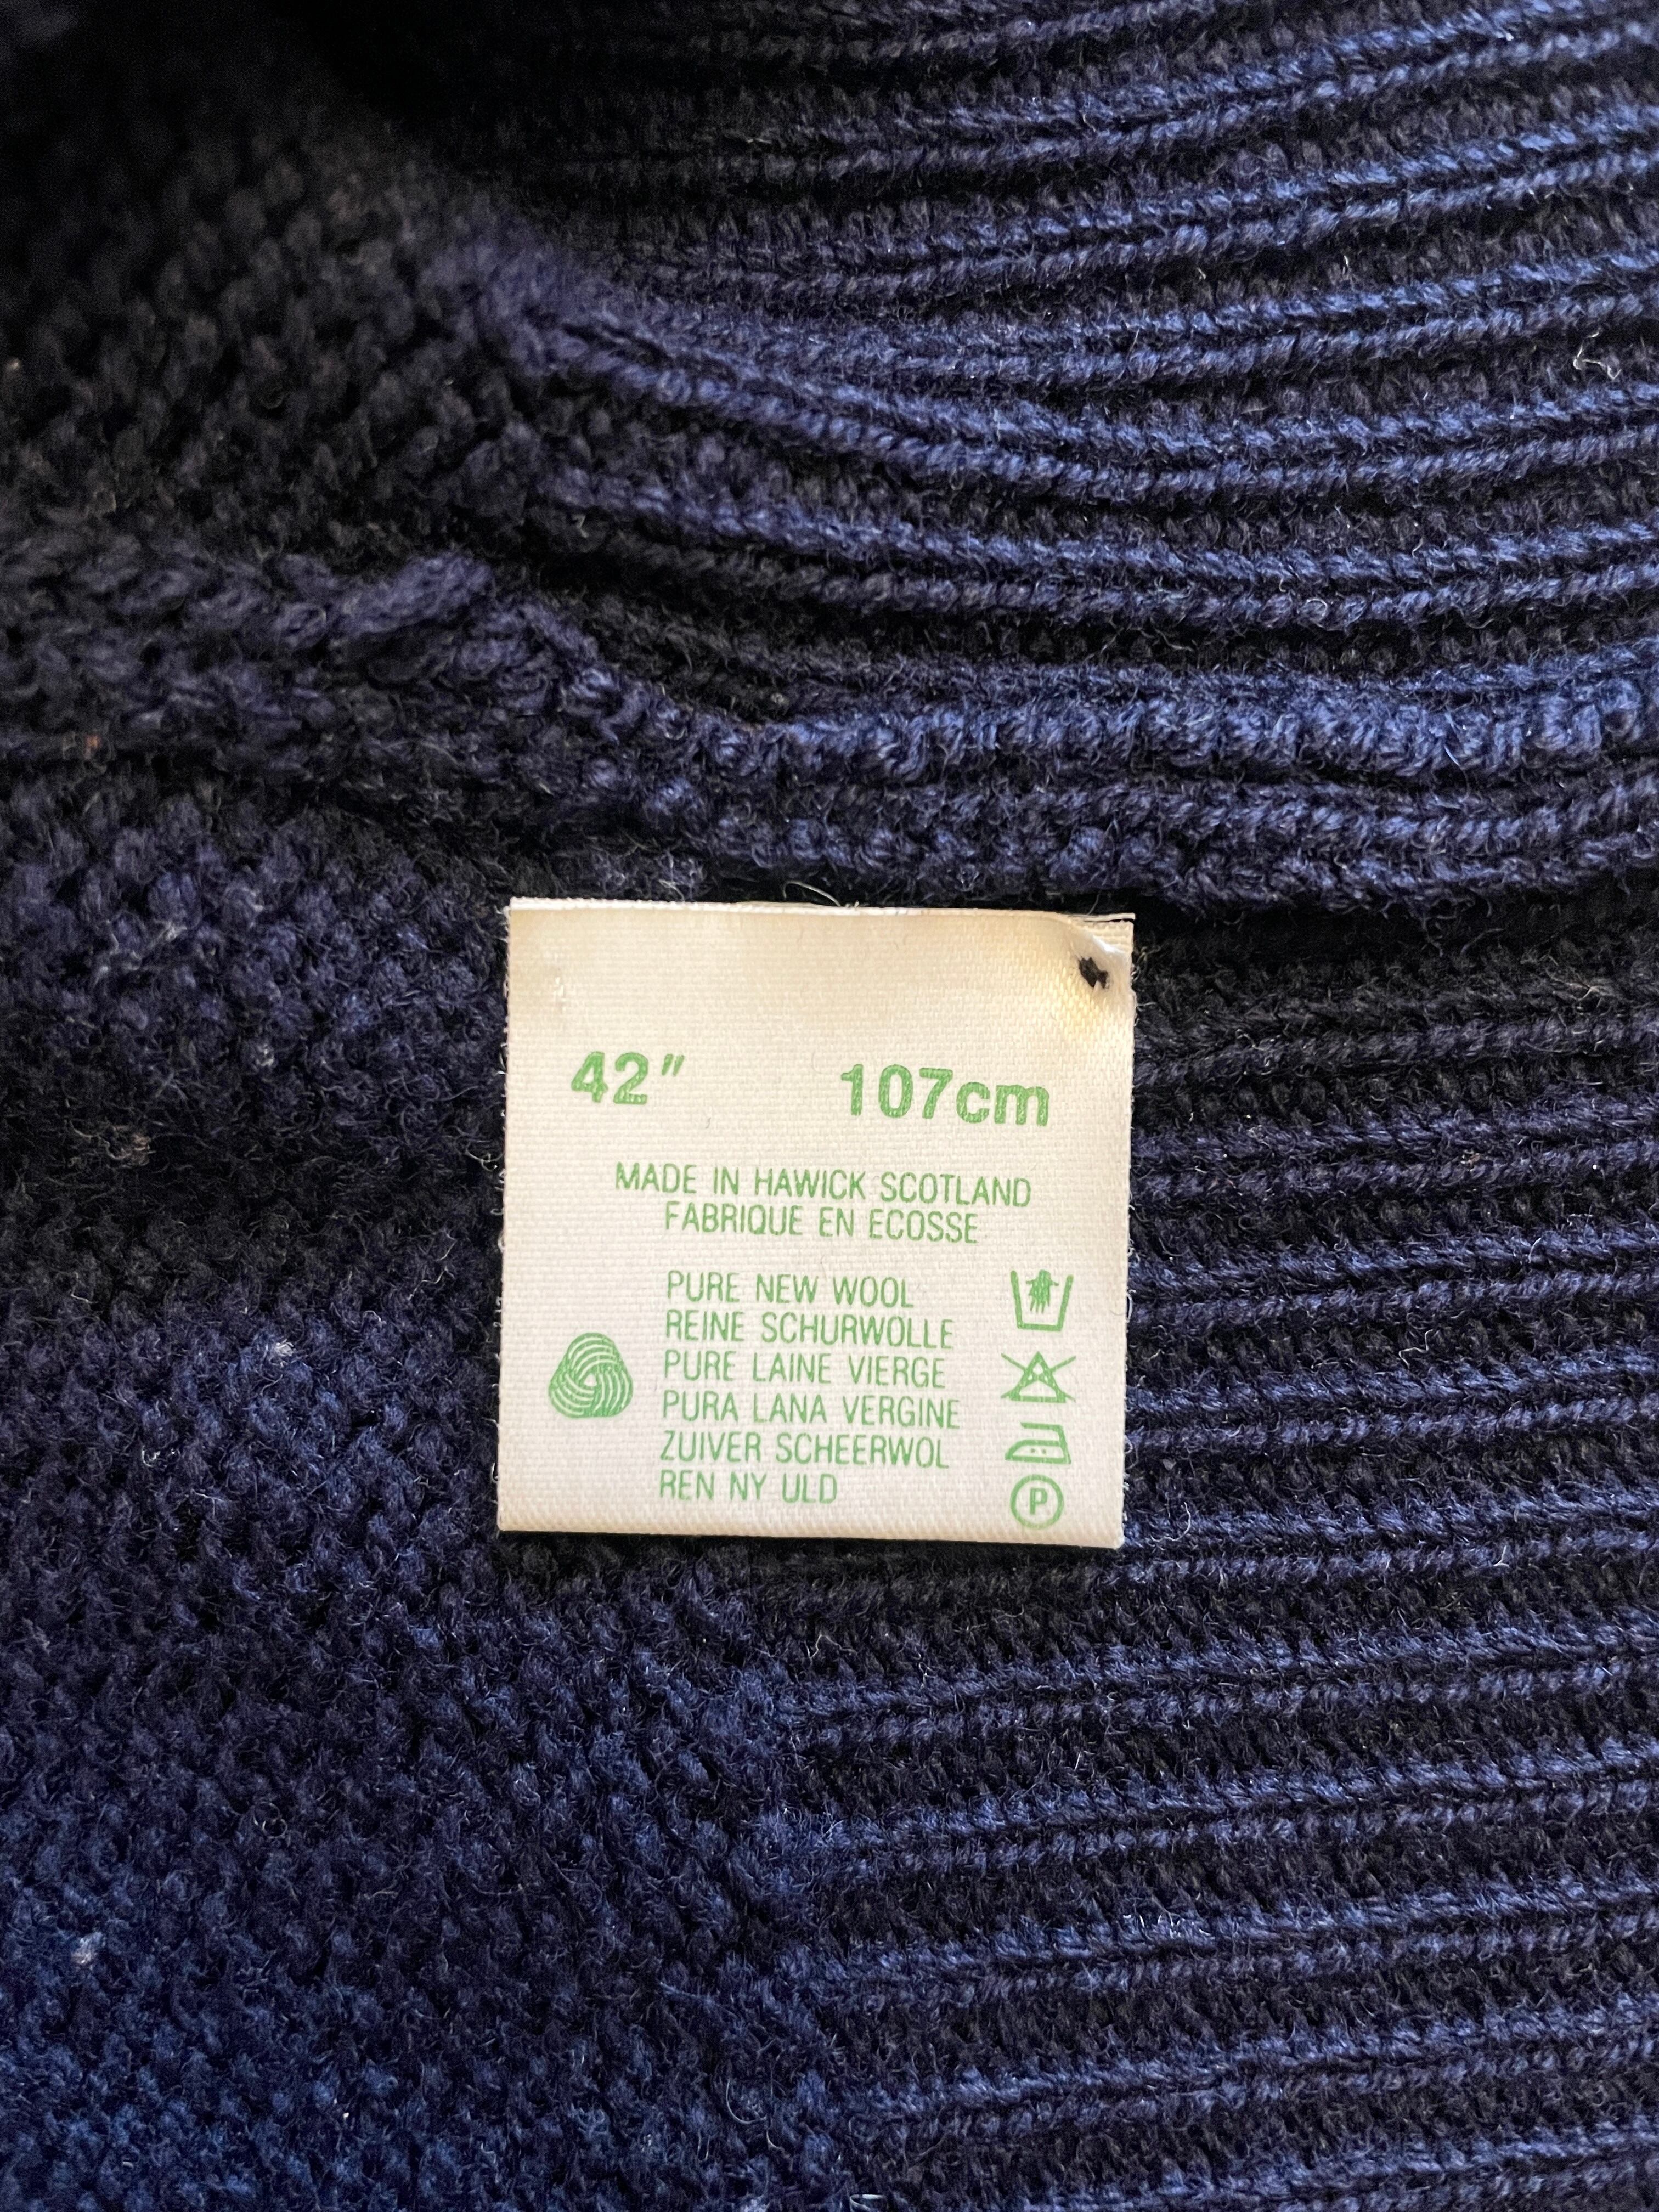 42" 107cm
MADE IN HAWICK SCOTLAND
FABRIQUE EN ECOSSE
PURE NEW WOOL
REINE SCHURWOLLE
PURE LAINE VIERGE
PURA LANA VERGINE
ZUIVER SCHEERWOL
REN NY ULD
P